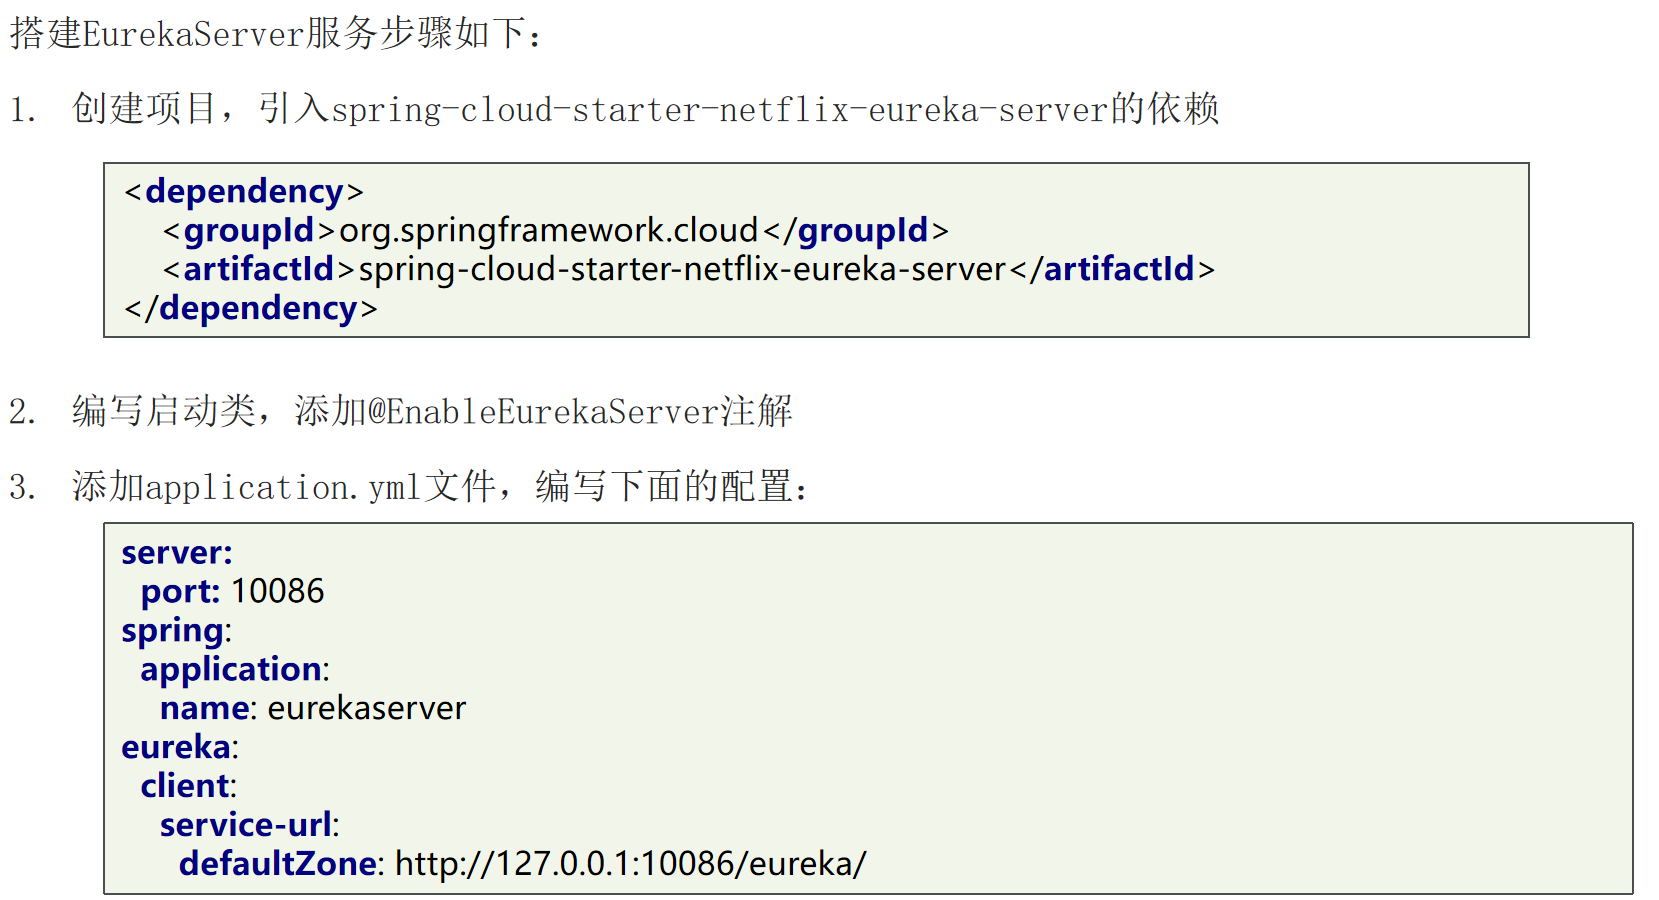 搭建EurekaServer服务步骤如下：
1. 创建项目，引入spring-cloud-starter-netflix-eureka-server的依赖
<dependency>
<groupId>org.springframework.cloud</groupId>
<artifactId>spring-cloud-starter-netflix-eureka-server</artifactId>
</dependency>
2. 编写启动类，添加@EnableEurekaServer注解
3. 添加application.yml文件，编写下面的配置：
server:
port: 10086
spring:
application:
name: eurekaserver
eureka:
client:
service-url:
defaultZone: http://127.0.0.1:10086/eureka/